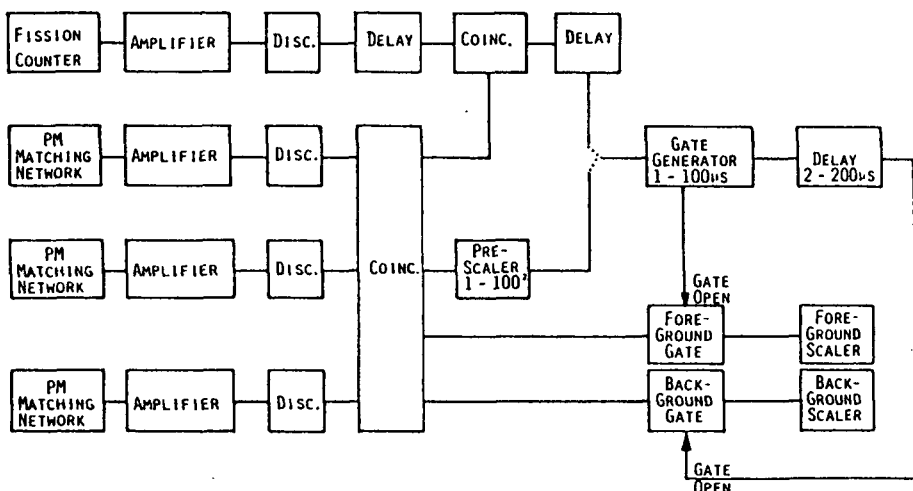 FISSION
COUNTER
AMPLIFIER
DISC.
DELAY
COINC.
DELAY
PM
MATCHING
NETWORK
AMPLIFIER
DISC.
GATE
GENERATOR
1 - 100µS
DELAY
2 - 200µS
PM
MATCHING
NETWORK
AMPLIFIER
DISC.
COINC.
PRE-
SCALER
1 - 100²
GATE
OPEN
FORE-
GROUND
GATE
FORE-
GROUND
SCALER
PM
MATCHING
NETWORK
AMPLIFIER
DISC.
BACK-
GROUND
GATE
BACK-
GROUND
SCALER
GATE
OPEN